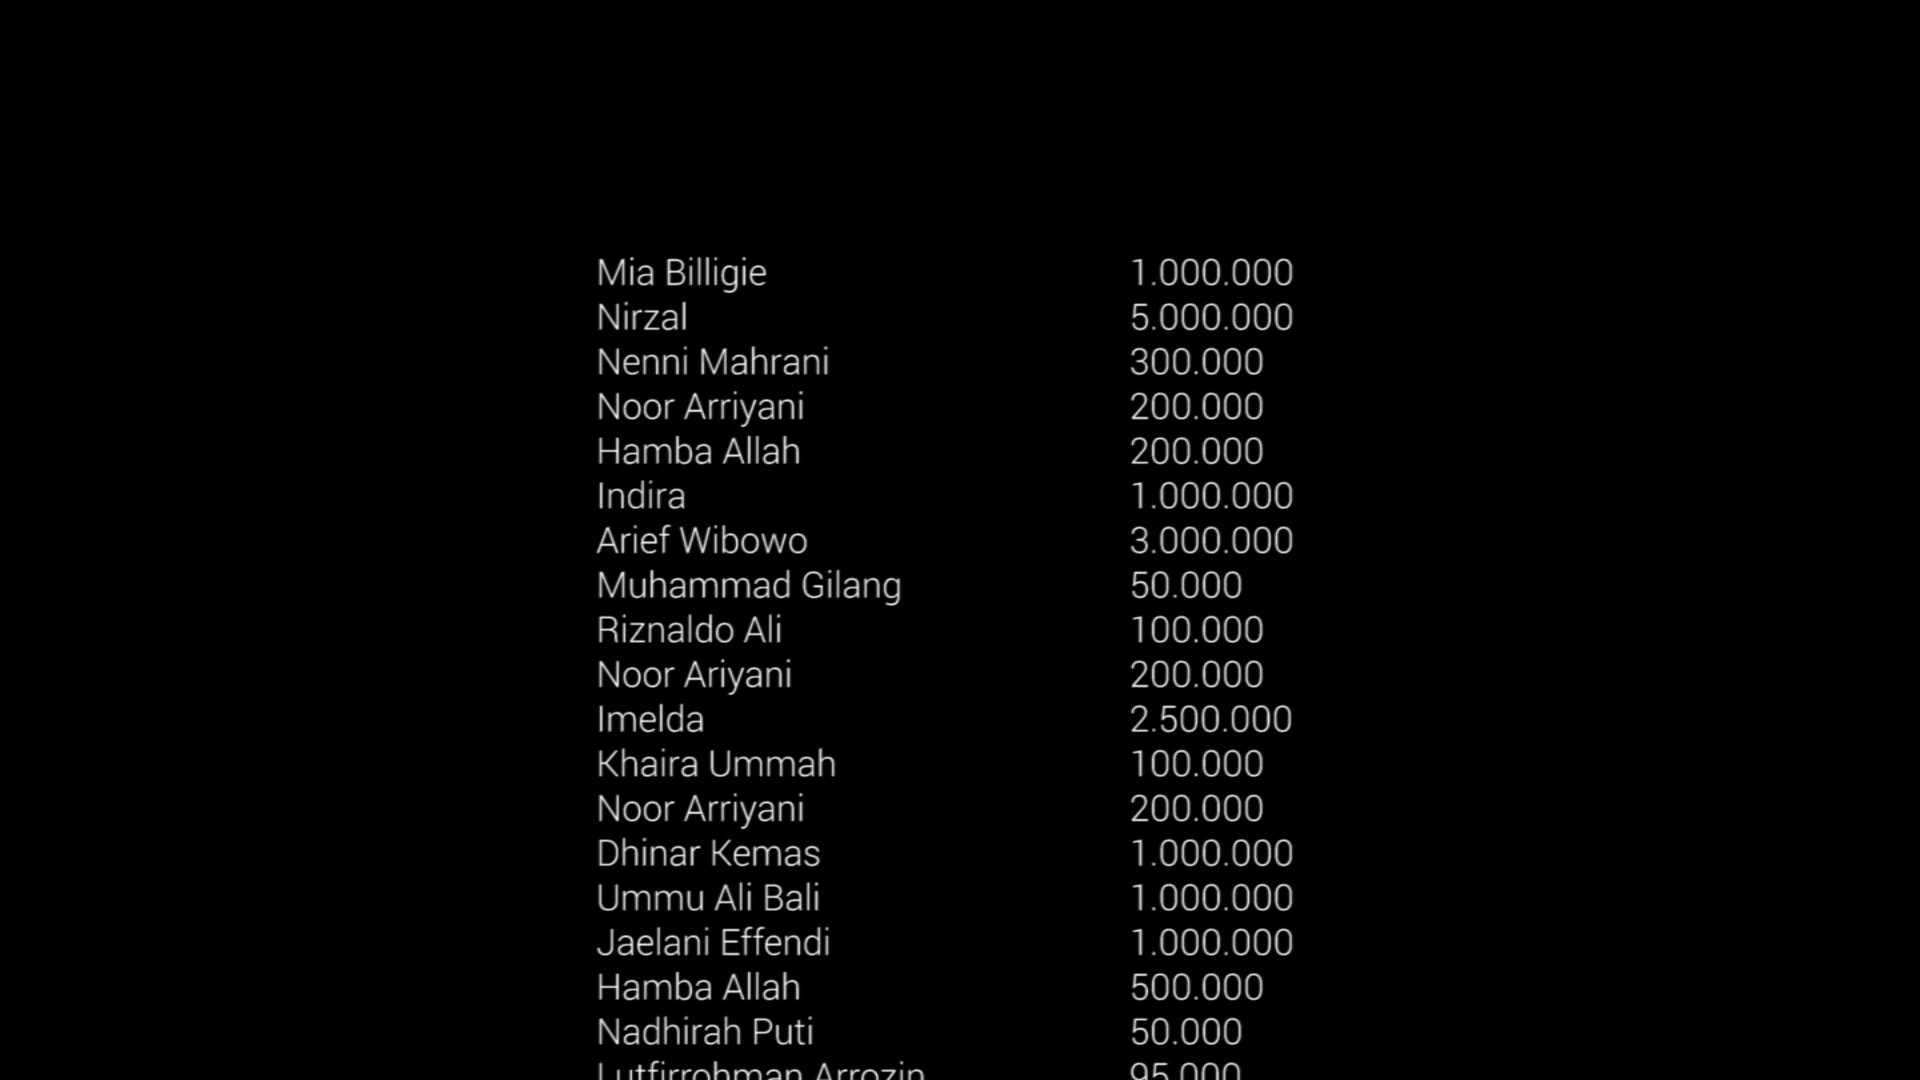 Mia Billigie 1.000.000
Nirzal 5.000.000
Nenni Mahrani 300.000
Noor Arriyani 200.000
Hamba Allah 200.000
Indira 1.000.000
Arief Wibowo 3.000.000
Muhammad Gilang 50.000
Riznaldo Ali 100.000
Noor Ariyani 200.000
Imelda 2.500.000
Khaira Ummah 100.000
Noor Arriyani 200.000
Dhinar Kemas 1.000.000
Ummu Ali Bali 1.000.000
Jaelani Effendi 1.000.000
Hamba Allah 500.000
Nadhirah Puti 50.000
Lutfirrohman Arrozin 95.000